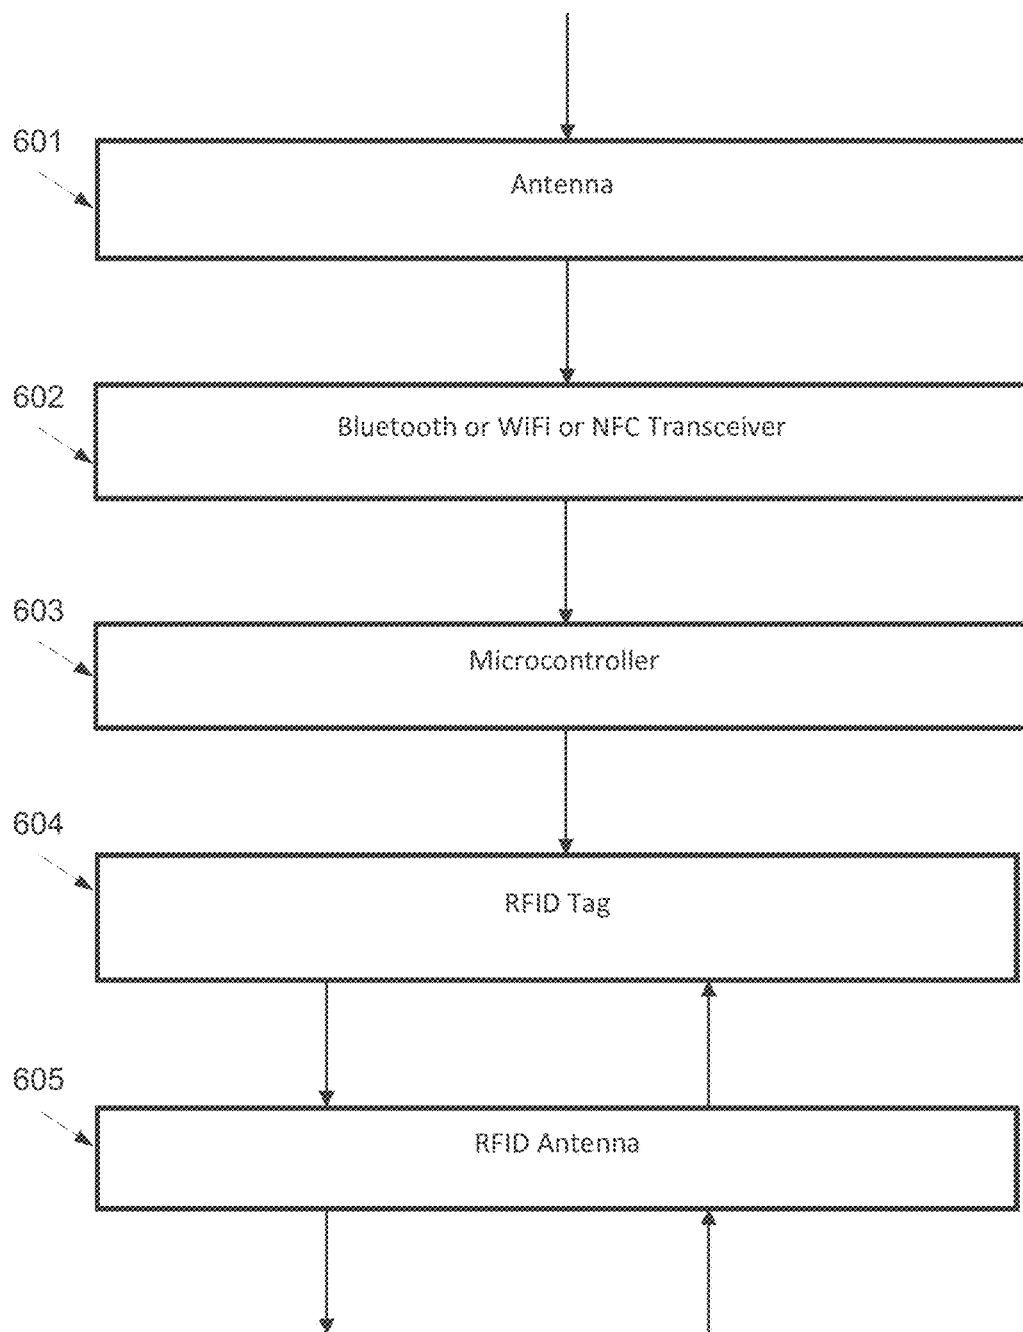 601
Antenna
602
Bluetooth or WiFi or NFC Transceiver
603
Microcontroller
604
RFID Tag
605
RFID Antenna